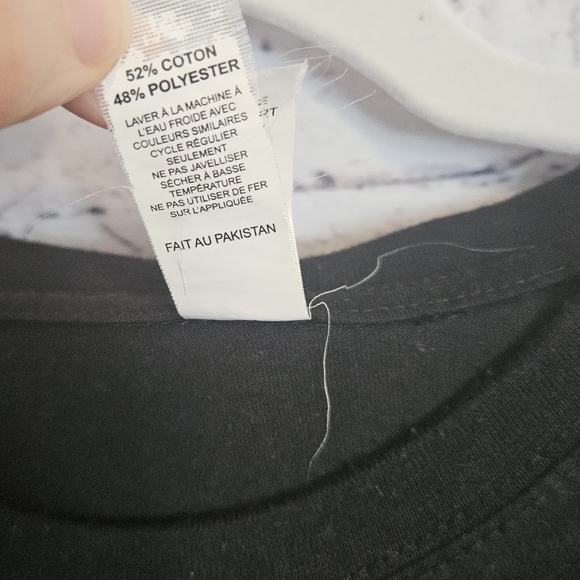 52% COTON
48% POLYESTER
LAVER À LA MACHINE À
L'EAU FROIDE AVEC
COULEURS SIMILAIRES
CYCLE RÉGULIER
SEULEMENT
NE PAS JAVELLISER
SÉCHER À BASSE
TEMPÉRATURE
NE PAS UTILISER DE FER
SUR L'APPLIQUÉE
FAIT AU PAKISTAN